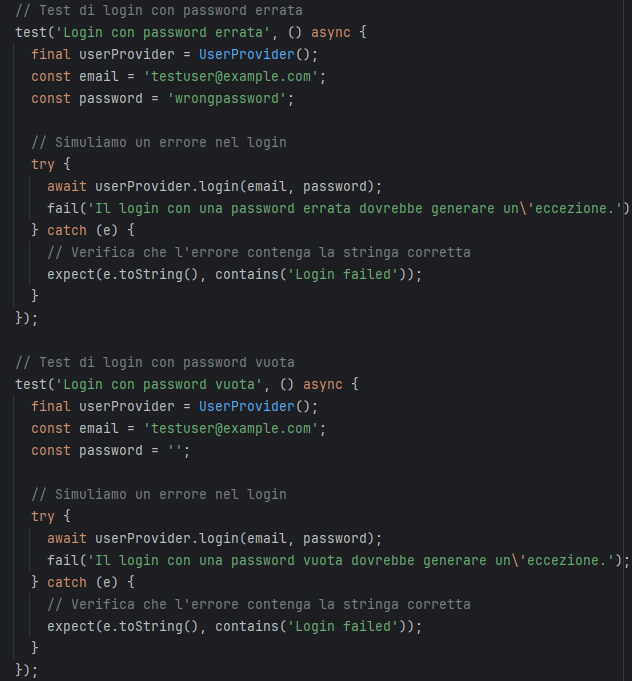 // Test di login con password errata
test('Login con password errata', () async {
final userProvider = UserProvider();
const email = 'testuser@example.com';
const password = 'wrongpassword';
// Simuliamo un errore nel login
try {
await userProvider.login(email, password);
fail('Il login con una password errata dovrebbe generare un\'eccezione.')
} catch (e) {
// Verifica che l'errore contenga la stringa corretta
expect(e.toString(), contains('Login failed'));
}
});
// Test di login con password vuota
test('Login con password vuota', () async {
final userProvider = UserProvider();
const email = 'testuser@example.com';
const password = '';
// Simuliamo un errore nel login
try {
await userProvider.login(email, password);
fail('Il login con una password vuota dovrebbe generare un\'eccezione.');
} catch (e) {
// Verifica che l'errore contenga la stringa corretta
expect(e.toString(), contains('Login failed'));
}
});